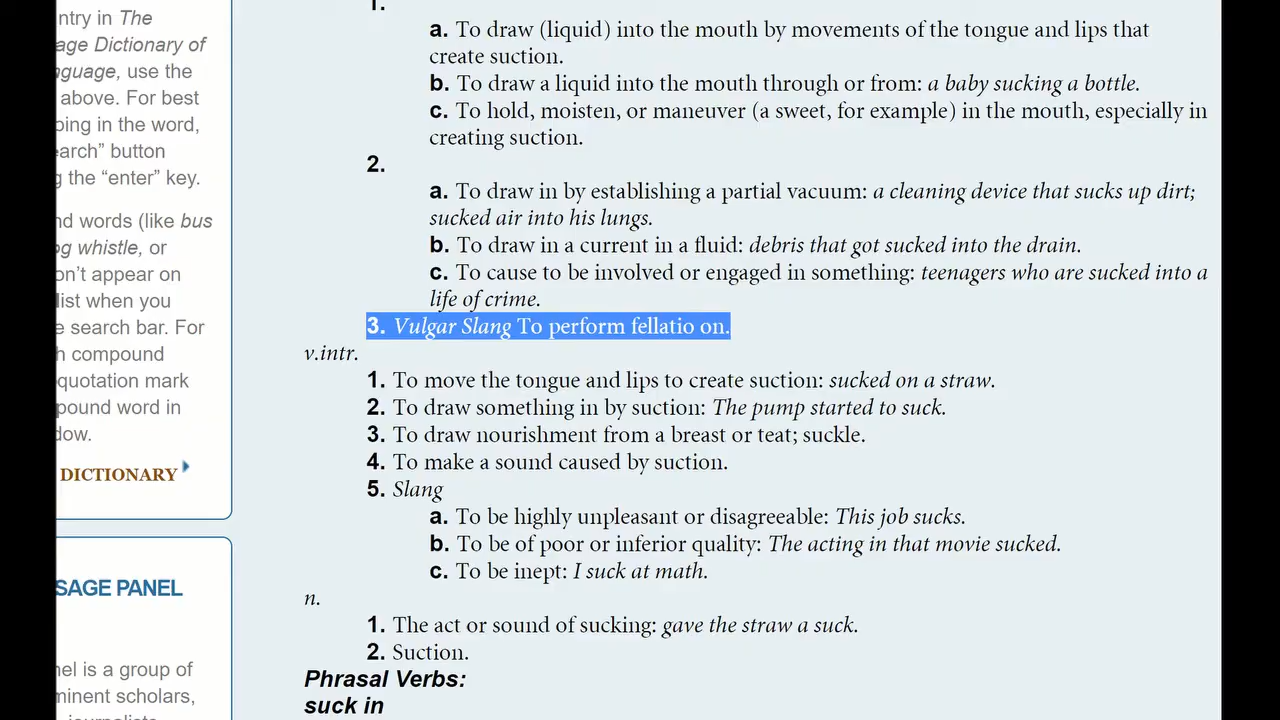 ntry in The
age Dictionary of
nguage, use the
above. For best
ping in the word,
earch” button
g the “enter” key.
nd words (like bus
og whistle, or
on’t appear on
list when you
e search bar. For
h compound
quotation mark
pound word in
dow.
DICTIONARY
SAGE PANEL
nel is a group of
minent scholars,
journalists
1.
a. To draw (liquid) into the mouth by movements of the tongue and lips that
create suction.
b. To draw a liquid into the mouth through or from: a baby sucking a bottle.
c. To hold, moisten, or maneuver (a sweet, for example) in the mouth, especially in
creating suction.
2.
a. To draw in by establishing a partial vacuum: a cleaning device that sucks up dirt;
sucked air into his lungs.
b. To draw in a current in a fluid: debris that got sucked into the drain.
c. To cause to be involved or engaged in something: teenagers who are sucked into a
life of crime.
3. Vulgar Slang To perform fellatio on.
v.intr.
1. To move the tongue and lips to create suction: sucked on a straw.
2. To draw something in by suction: The pump started to suck.
3. To draw nourishment from a breast or teat; suckle.
4. To make a sound caused by suction.
5. Slang
a. To be highly unpleasant or disagreeable: This job sucks.
b. To be of poor or inferior quality: The acting in that movie sucked.
c. To be inept: I suck at math.
n.
1. The act or sound of sucking: gave the straw a suck.
2. Suction.
Phrasal Verbs:
suck in